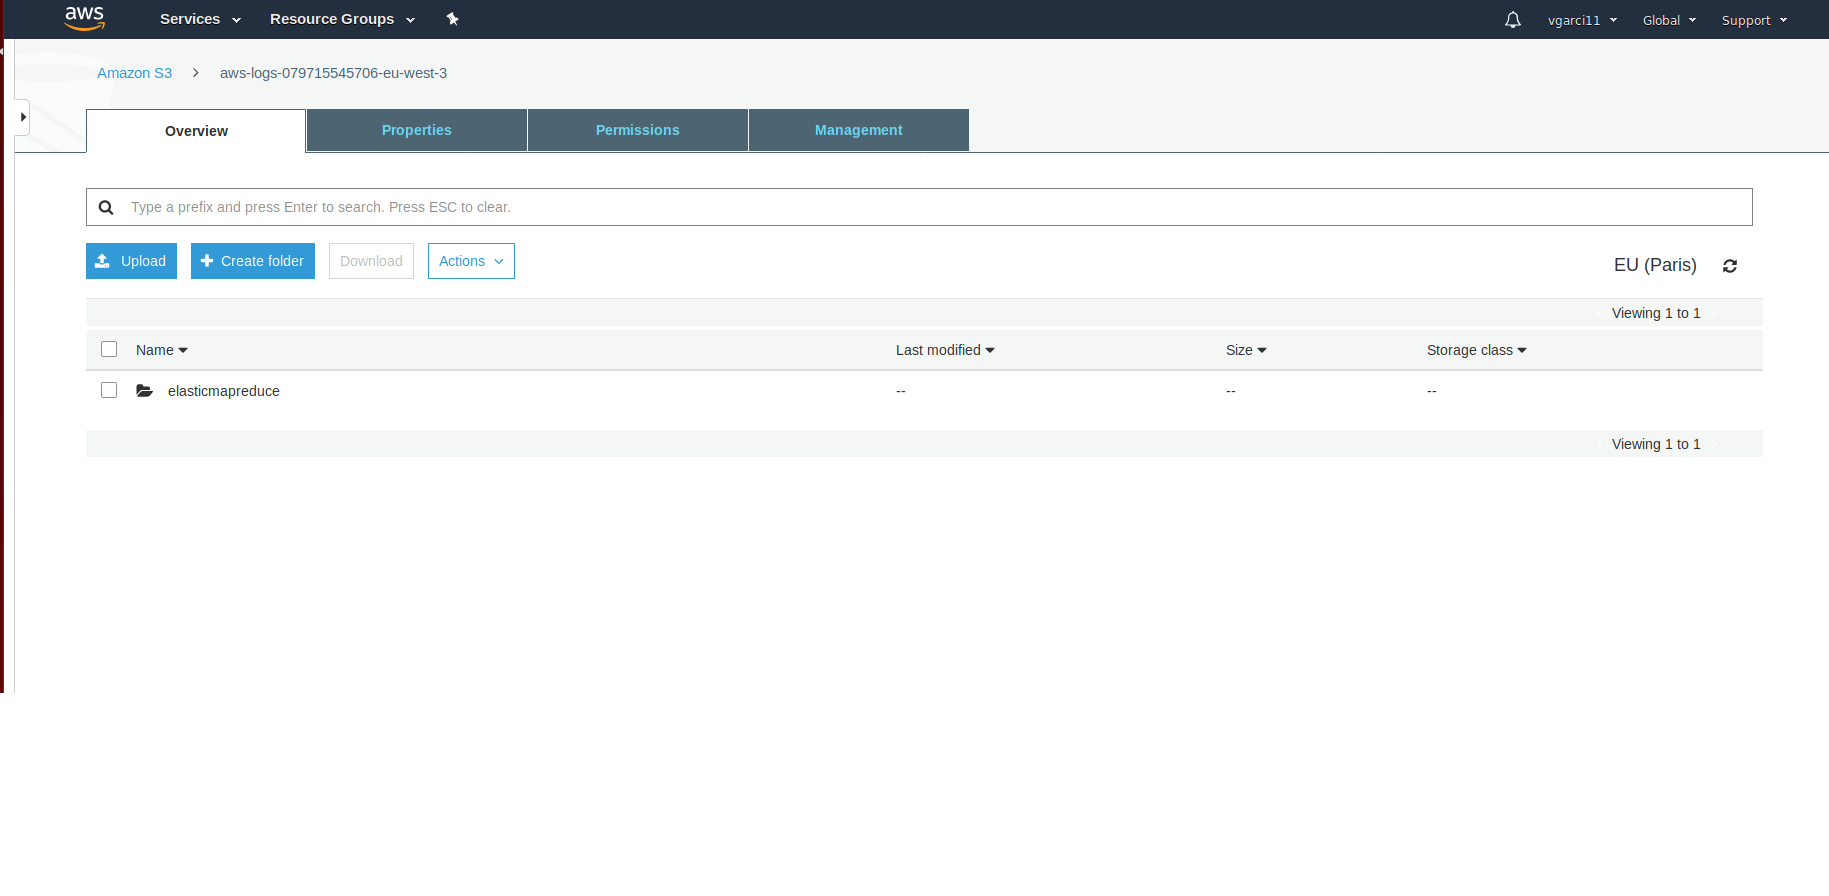 aws Services Resource Groups vgarci11 Global Support
Amazon S3 > aws-logs-079715545706-eu-west-3
Overview Properties Permissions Management
Type a prefix and press Enter to search. Press ESC to clear.
Upload Create folder Download Actions EU (Paris)
Viewing 1 to 1
Name Last modified Size Storage class
elasticmapreduce -- -- --
Viewing 1 to 1